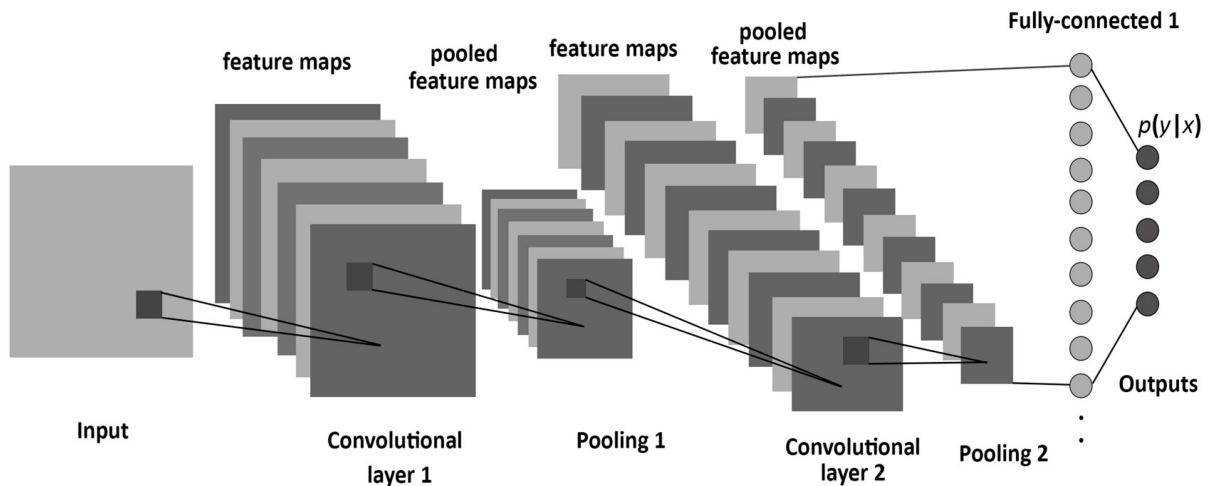 Fully-connected 1
feature maps
pooled
feature maps
feature maps
pooled
feature maps
p(y|x)
Input
Convolutional
layer 1
Pooling 1
Convolutional
layer 2
Pooling 2
Outputs